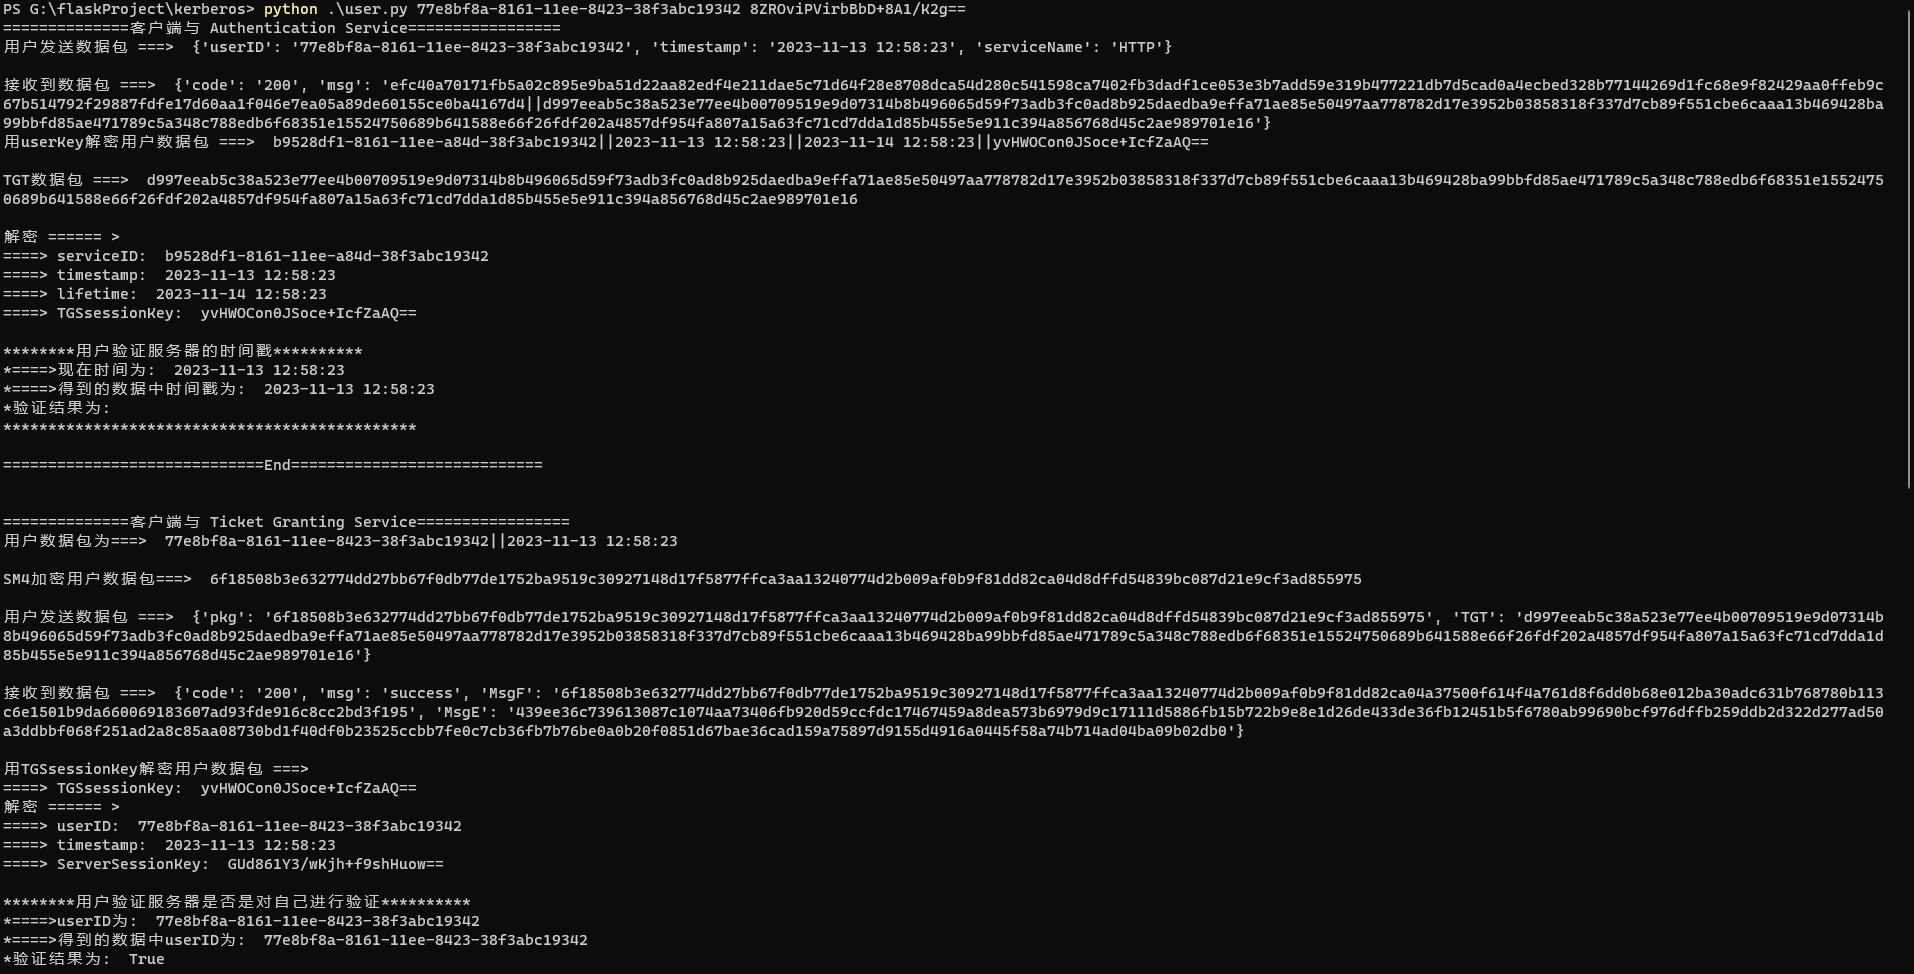 PS G:\flaskProject\kerberos> python .\user.py 77e8bf8a-8161-11ee-8423-38f3abc19342 8ZROviPVirbBbD+8A1/K2g==
==============客户端与 Authentication Service=================
用户发送数据包 ===>  {'userID': '77e8bf8a-8161-11ee-8423-38f3abc19342', 'timestamp': '2023-11-13 12:58:23', 'serviceName': 'HTTP'}
接收到数据包 ===>  {'code': '200', 'msg': 'efc40a70171fb5a02c895e9ba51d22aa82edf4e211dae5c71d64f28e8708dca54d280c541598ca7402fb3dadf1ce053e3b7add59e319b477221db7d5cad0a4ecbed328b77144269d1fc68e9f82429aa0ffeb9c
67b514792f29887fdfe17d60aa1f046e7ea05a89de60155ce0ba4167d4||d997eeab5c38a523e77ee4b00709519e9d07314b8b496065d59f73adb3fc0ad8b925daedba9effa71ae85e50497aa778782d17e3952b03858318f337d7cb89f551cbe6caaa13b469428ba
99bbfd85ae471789c5a348c788edb6f68351e15524750689b641588e66f26fdf202a4857df954fa807a15a63fc71cd7dda1d85b455e5e911c394a856768d45c2ae989701e16'}
用userKey解密用户数据包 ===>  b9528df1-8161-11ee-a84d-38f3abc19342||2023-11-13 12:58:23||2023-11-14 12:58:23||yvHWOCon0JSoce+IcfZaAQ==
TGT数据包 ===>  d997eeab5c38a523e77ee4b00709519e9d07314b8b496065d59f73adb3fc0ad8b925daedba9effa71ae85e50497aa778782d17e3952b03858318f337d7cb89f551cbe6caaa13b469428ba99bbfd85ae471789c5a348c788edb6f68351e15524750
0689b641588e66f26fdf202a4857df954fa807a15a63fc71cd7dda1d85b455e5e911c394a856768d45c2ae989701e16
解密 ====== >
====> serviceID:  b9528df1-8161-11ee-a84d-38f3abc19342
====> timestamp:  2023-11-13 12:58:23
====> lifetime:  2023-11-14 12:58:23
====> TGSsessionKey:  yvHWOCon0JSoce+IcfZaAQ==
********用户验证服务器的时间戳**********
*====>现在时间为:  2023-11-13 12:58:23
*====>得到的数据中时间戳为:  2023-11-13 12:58:23
*验证结果为:
**********************************************
=============================End============================
==============客户端与 Ticket Granting Service=================
用户数据包为===>  77e8bf8a-8161-11ee-8423-38f3abc19342||2023-11-13 12:58:23
SM4加密用户数据包===>  6f18508b3e632774dd27bb67f0db77de1752ba9519c30927148d17f5877ffca3aa13240774d2b009af0b9f81dd82ca04d8dffd54839bc087d21e9cf3ad855975
用户发送数据包 ===>  {'pkg': '6f18508b3e632774dd27bb67f0db77de1752ba9519c30927148d17f5877ffca3aa13240774d2b009af0b9f81dd82ca04d8dffd54839bc087d21e9cf3ad855975', 'TGT': 'd997eeab5c38a523e77ee4b00709519e9d07314b
8b496065d59f73adb3fc0ad8b925daedba9effa71ae85e50497aa778782d17e3952b03858318f337d7cb89f551cbe6caaa13b469428ba99bbfd85ae471789c5a348c788edb6f68351e15524750689b641588e66f26fdf202a4857df954fa807a15a63fc71cd7dda1d
85b455e5e911c394a856768d45c2ae989701e16'}
接收到数据包 ===>  {'code': '200', 'msg': 'success', 'MsgF': '6f18508b3e632774dd27bb67f0db77de1752ba9519c30927148d17f5877ffca3aa13240774d2b009af0b9f81dd82ca04a37500f614f4a761d8f6dd0b68e012ba30adc631b768780b113
c6e1501b9da660069183607ad93fde916c8cc2bd3f195', 'MsgE': '439ee36c739613087c1074aa73406fb920d59ccfdc17467459a8dea573b6979d9c17111d5886fb15b722b9e8e1d26de433de36fb12451b5f6780ab99690bcf976dffb259ddb2d322d277ad50
a3ddbbf068f251ad2a8c85aa08730bd1f40df0b23525ccbb7fe0c7cb36fb7b76be0a0b20f0851d67bae36cad159a75897d9155d4916a0445f58a74b714ad04ba09b02db0'}
用TGSsessionKey解密用户数据包 ===>
====> TGSsessionKey:  yvHWOCon0JSoce+IcfZaAQ==
解密 ====== >
====> userID:  77e8bf8a-8161-11ee-8423-38f3abc19342
====> timestamp:  2023-11-13 12:58:23
====> ServerSessionKey:  GUd861Y3/wKjh+f9shHuow==
********用户验证服务器是否是对自己进行验证**********
*====>userID为:  77e8bf8a-8161-11ee-8423-38f3abc19342
*====>得到的数据中userID为:  77e8bf8a-8161-11ee-8423-38f3abc19342
*验证结果为:  True